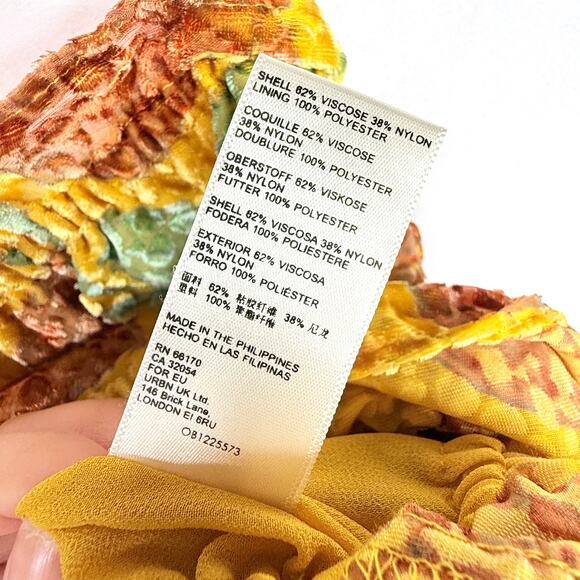 SHELL 62% VISCOSE 38% NYLON
LINING 100% POLYESTER
COQUILLE 62% VISCOSE
38% NYLON
DOUBLURE 100% POLYESTER
OBERSTOFF 62% VISKOSE
38% NYLON
FUTTER 100% POLYESTER
SHELL 62% VISCOSA 38% NYLON
FODERA 100% POLIESTERE
EXTERIOR 62% VISCOSA
38% NYLON
FORRO 100% POLIÉSTER
面料 62% 粘胶纤维 38% 尼龙
里料 100% 聚酯纤维
MADE IN THE PHILIPPINES
HECHO EN LAS FILIPINAS
RN 66170
CA 32054
FOR EU
URBN UK Ltd.
146 Brick Lane,
LONDON E1 6RU
OB1225573